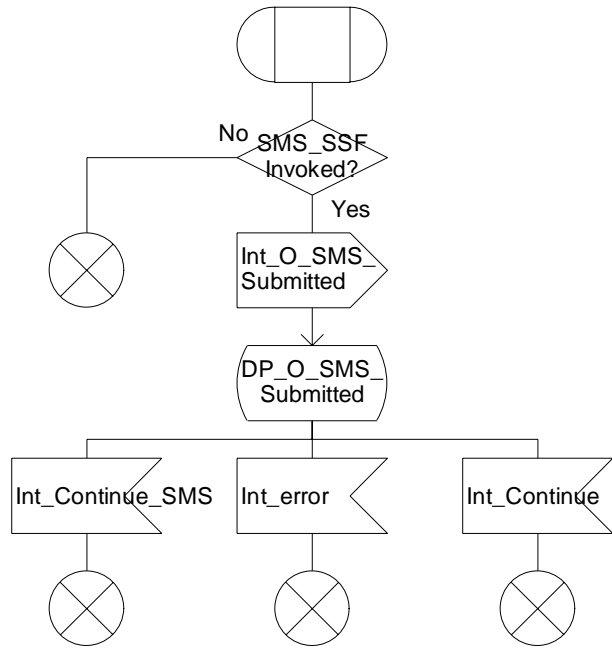 No
SMS_SSF
Invoked?
Yes
Int_O_SMS_
Submitted
DP_O_SMS_
Submitted
Int_Continue_SMS
Int_error
Int_Continue